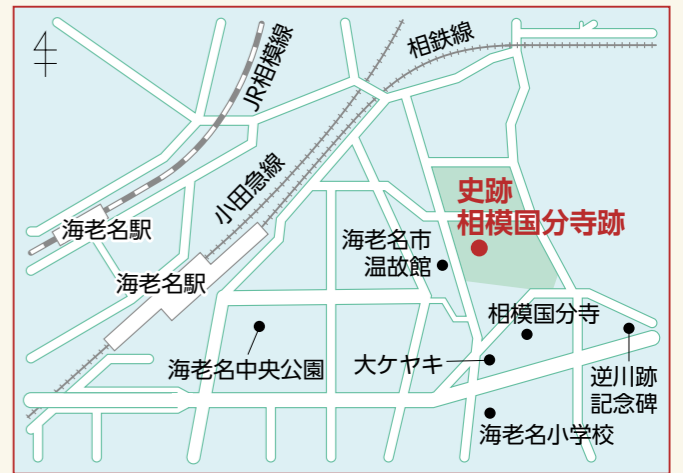 相鉄線
JR相模線
小田急線
史跡
相模国分寺跡
海老名駅
海老名市
温故館
海老名駅
相模国分寺
海老名中央公園
大ケヤキ
逆川跡
記念碑
海老名小学校